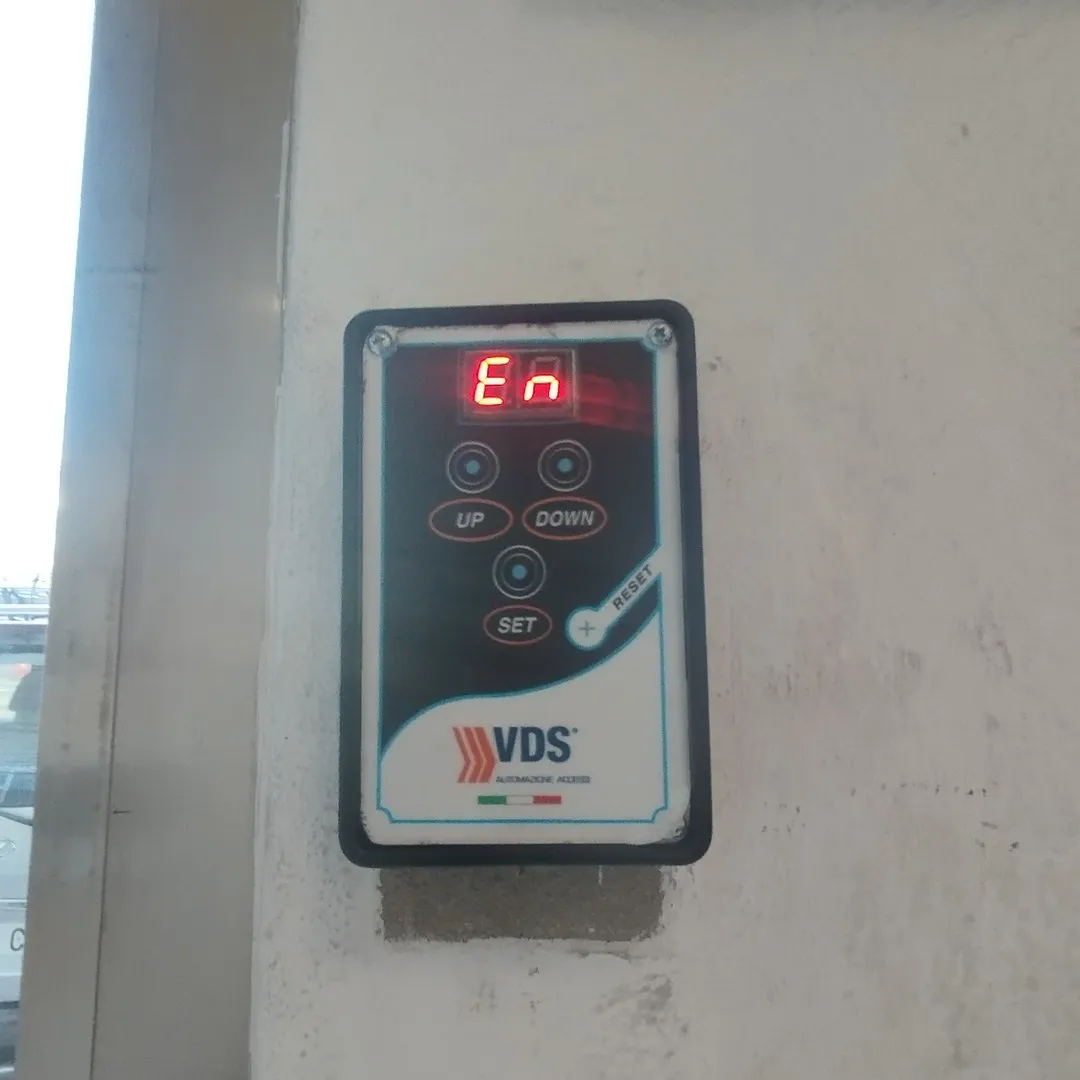 En
UP DOWN
SET
RESET
VDS
AUTOMAZIONE ACCESSI
C